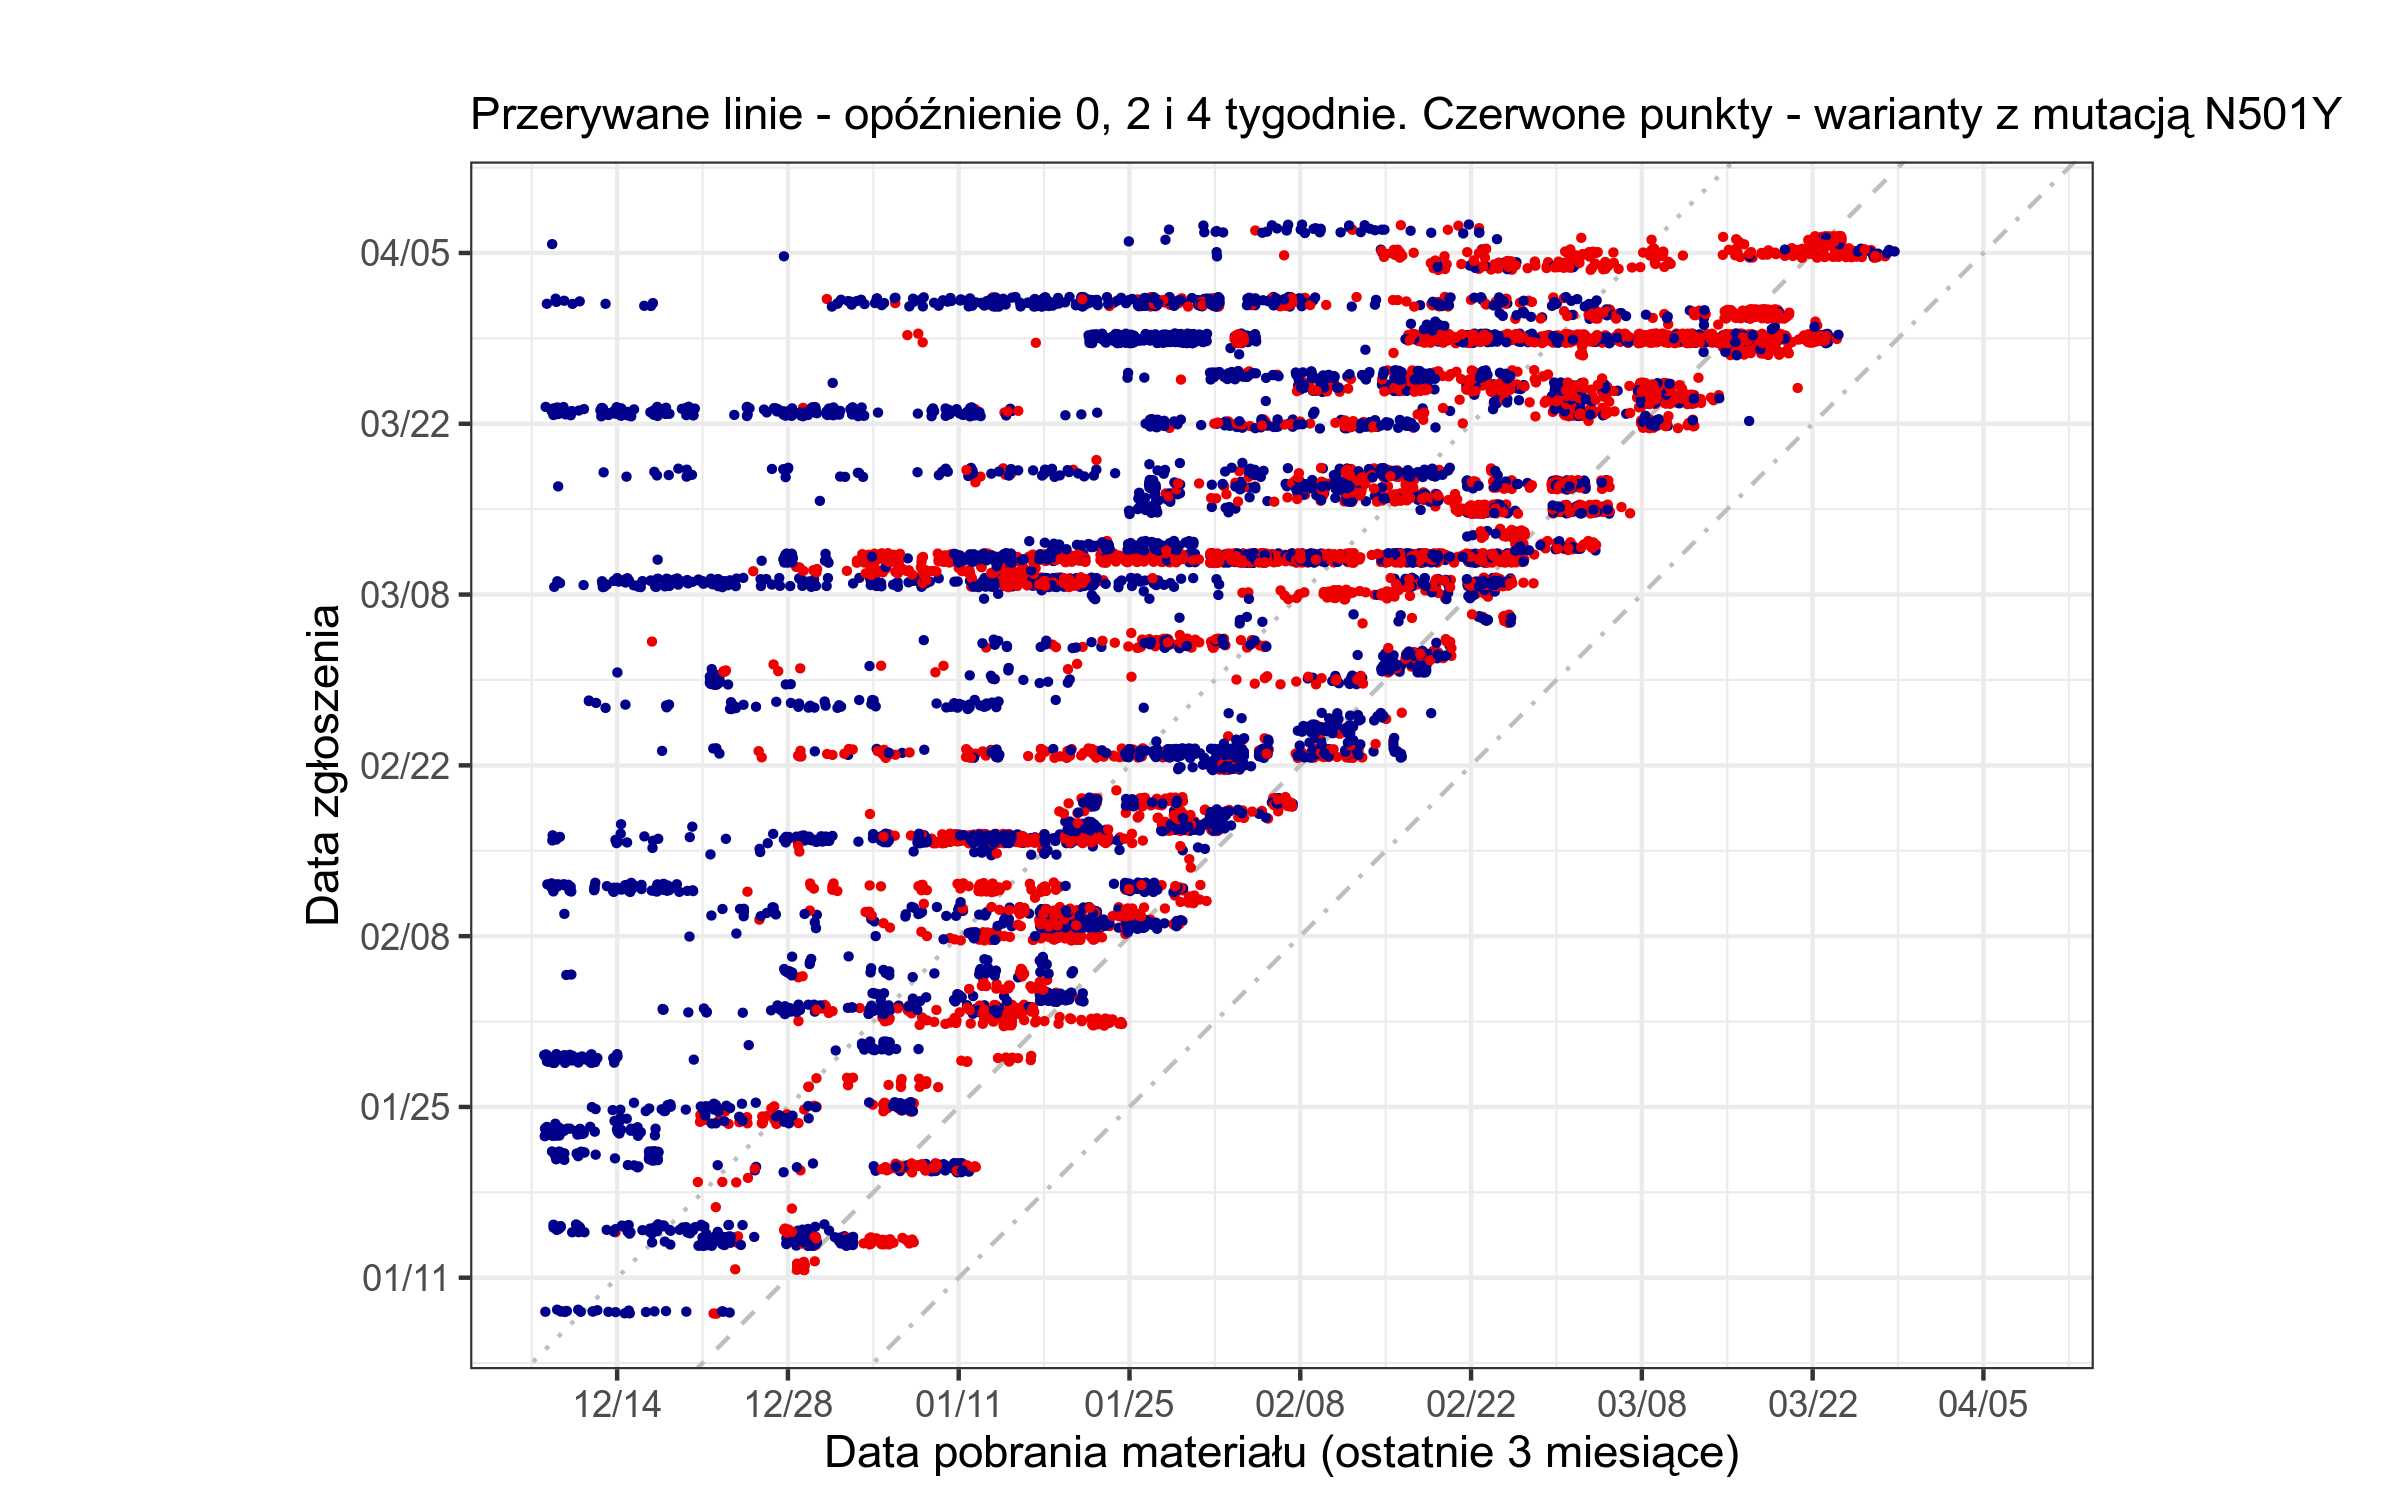 Przerywane linie - opóźnienie 0, 2 i 4 tygodnie. Czerwone punkty - warianty z mutacją N501Y
Data zgłoszenia
04/05
03/22
03/08
02/22
02/08
01/25
01/11
12/14 12/28 01/11 01/25 02/08 02/22 03/08 03/22 04/05
Data pobrania materiału (ostatnie 3 miesiące)